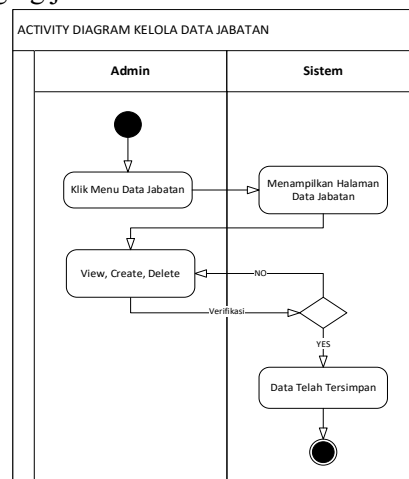 ACTIVITY DIAGRAM KELOLA DATA JABATAN
Admin
Sistem
Klik Menu Data Jabatan
Menampilkan Halaman
Data Jabatan
View, Create, Delete
NO
Verifikasi
YES
Data Telah Tersimpan